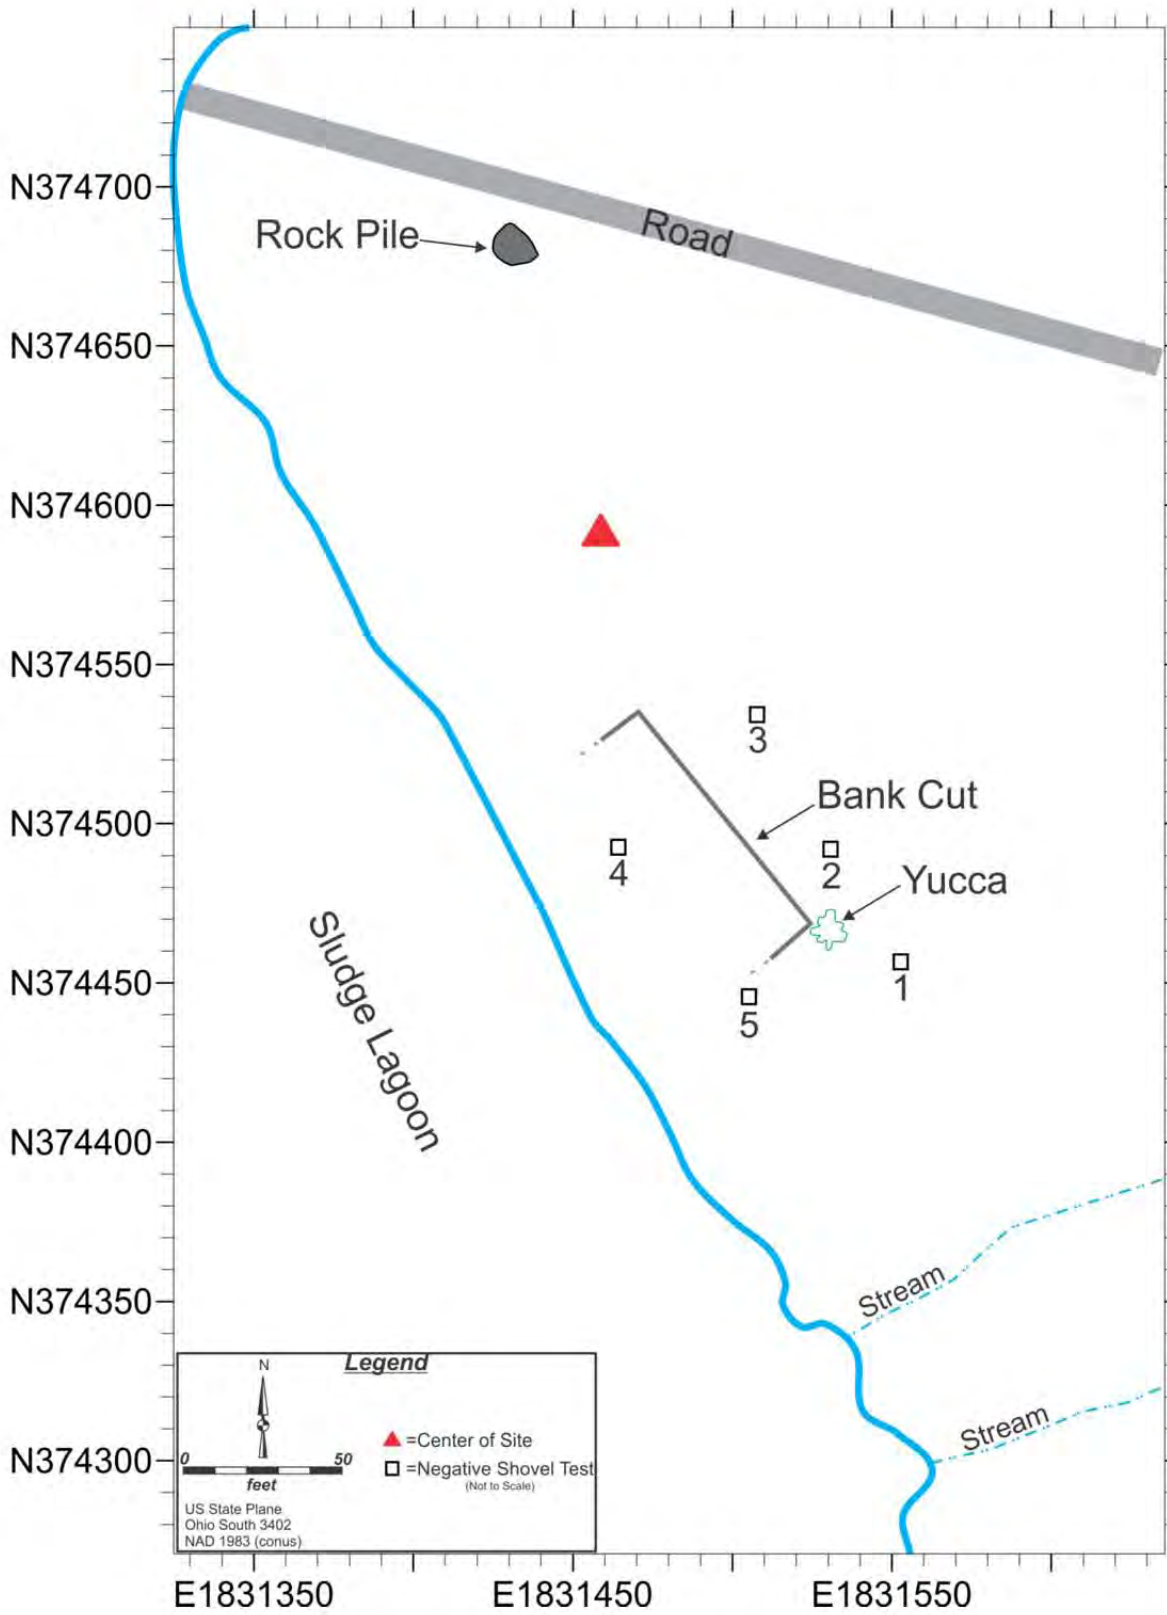 N374700
Rock Pile
Road
N374650
N374600
N374550
3
Bank Cut
N374500
4
2
Yucca
Sludge Lagoon
N374450
1
5
N374400
Stream
N374350
Stream
N374300
Legend
N
0 50
feet
=Center of Site
=Negative Shovel Test
(Not to Scale)
US State Plane
Ohio South 3402
NAD 1983 (conus)
E1831350 E1831450 E1831550